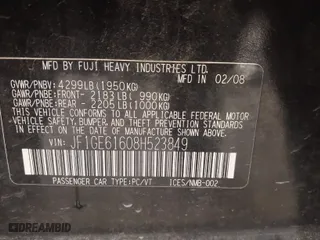 MFD BY FUJI HEAVY INDUSTRIES LTD.
MFD IN 02/08
GVWR/PNBV: 4299LB(1950KG)
GAWR/PNBE:FRONT- 2183LB( 990KG)
GAWR/PNBE:REAR - 2205LB(1000KG)
THIS VEHICLE CONFORMS TO ALL APPLICABLE U.S. FEDERAL MOTOR
VEHICLE SAFETY, BUMPER, AND THEFT PREVENTION STANDARDS
IN EFFECT ON THE DATE OF MANUFACTURE SHOWN ABOVE.
JF1GE61608H523849
PASSENGER CAR TYPE:PC/VT ICES/NMB-002
DREAMBID.COM